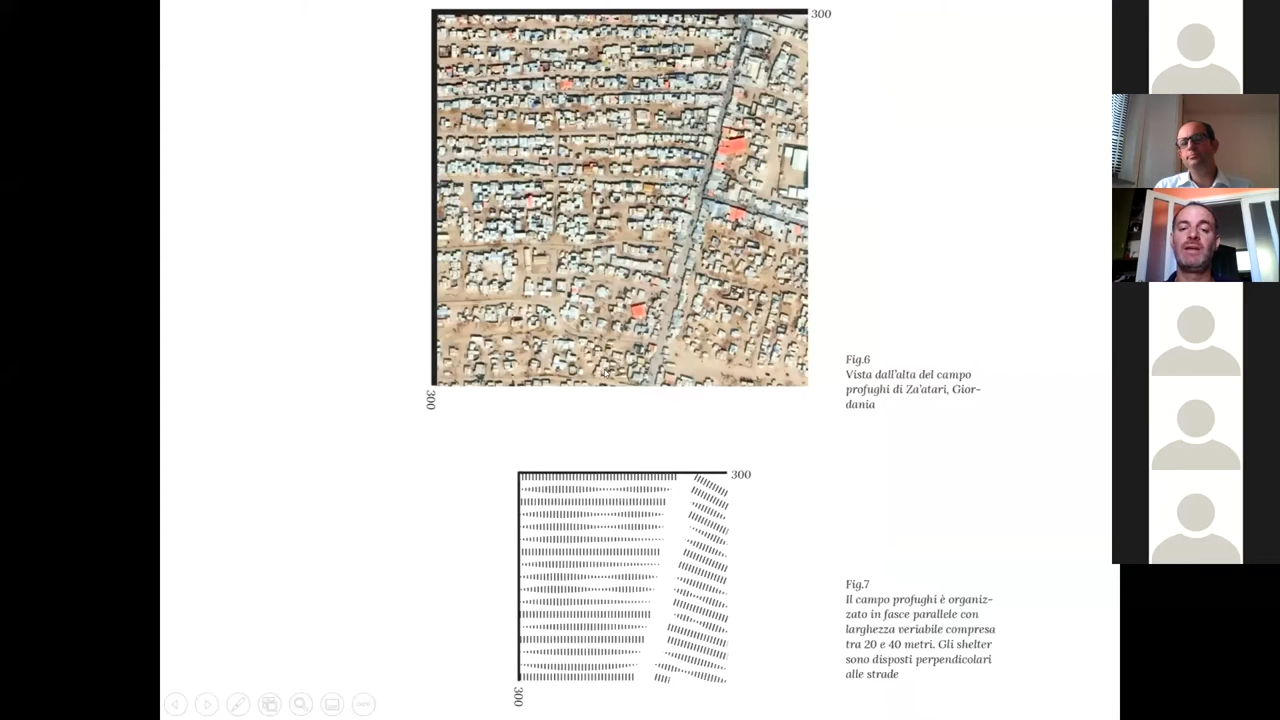 300
300
Fig.6
Vista dall'alta del campo
profughi di Za'atari, Gior-
dania
300
300
Fig.7
Il campo profughi è organiz-
zato in fasce parallele con
larghezza veriabile compresa
tra 20 e 40 metri. Gli shelter
sono disposti perpendicolari
alle strade